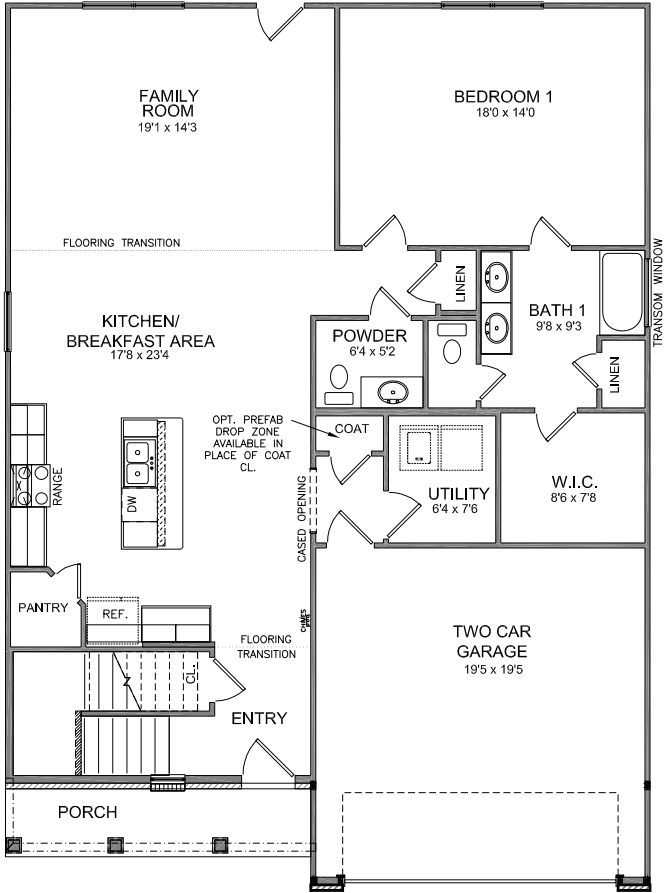 FAMILY
ROOM
19'1 x 14'3
BEDROOM 1
18'0 x 14'0
FLOORING TRANSITION
TRANSOM WINDOW
LINEN
BATH 1
9'8 x 9'3
KITCHEN/
BREAKFAST AREA
17'8 x 23'4
POWDER
6'4 x 5'2
LINEN
OPT. PREFAB
DROP ZONE
AVAILABLE IN
PLACE OF COAT
CL.
COAT
RANGE
DW
CASED OPENING
UTILITY
6'4 x 7'6
W.I.C.
8'6 x 7'8
PANTRY
REF.
CHIMES
FLOORING
TRANSITION
TWO CAR
GARAGE
19'5 x 19'5
CL.
ENTRY
PORCH